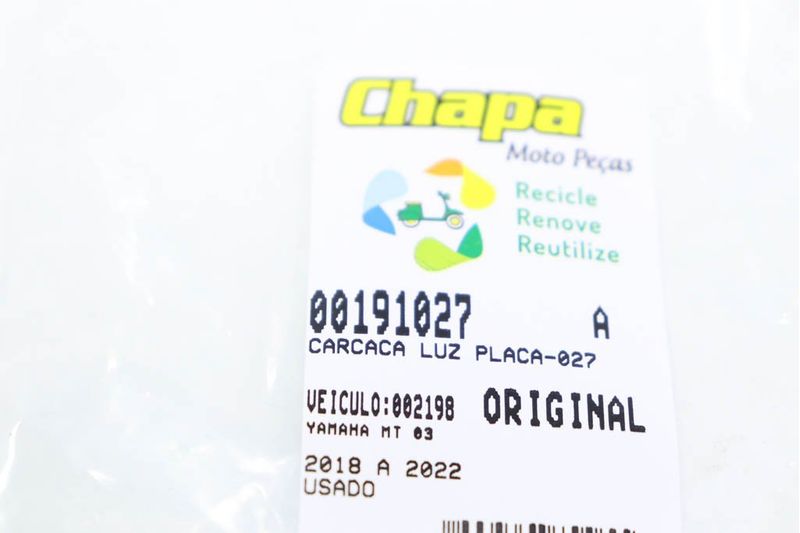 Chapa
Moto Peças
Recicle
Renove
Reutilize
00191027 A
CARCACA LUZ PLACA-027
VEICULO:002198 ORIGINAL
YAMAHA MT 03
2018 A 2022
USADO